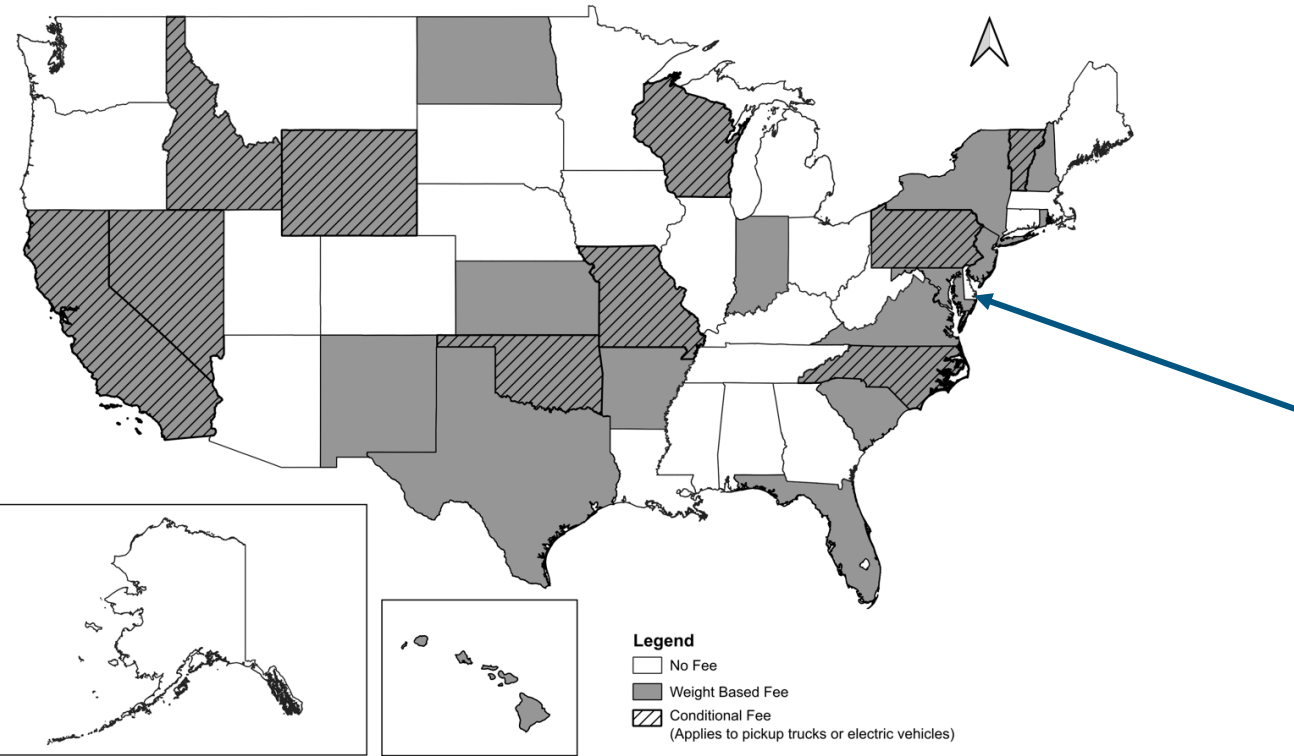 Legend
No Fee
Weight Based Fee
Conditional Fee
(Applies to pickup trucks or electric vehicles)